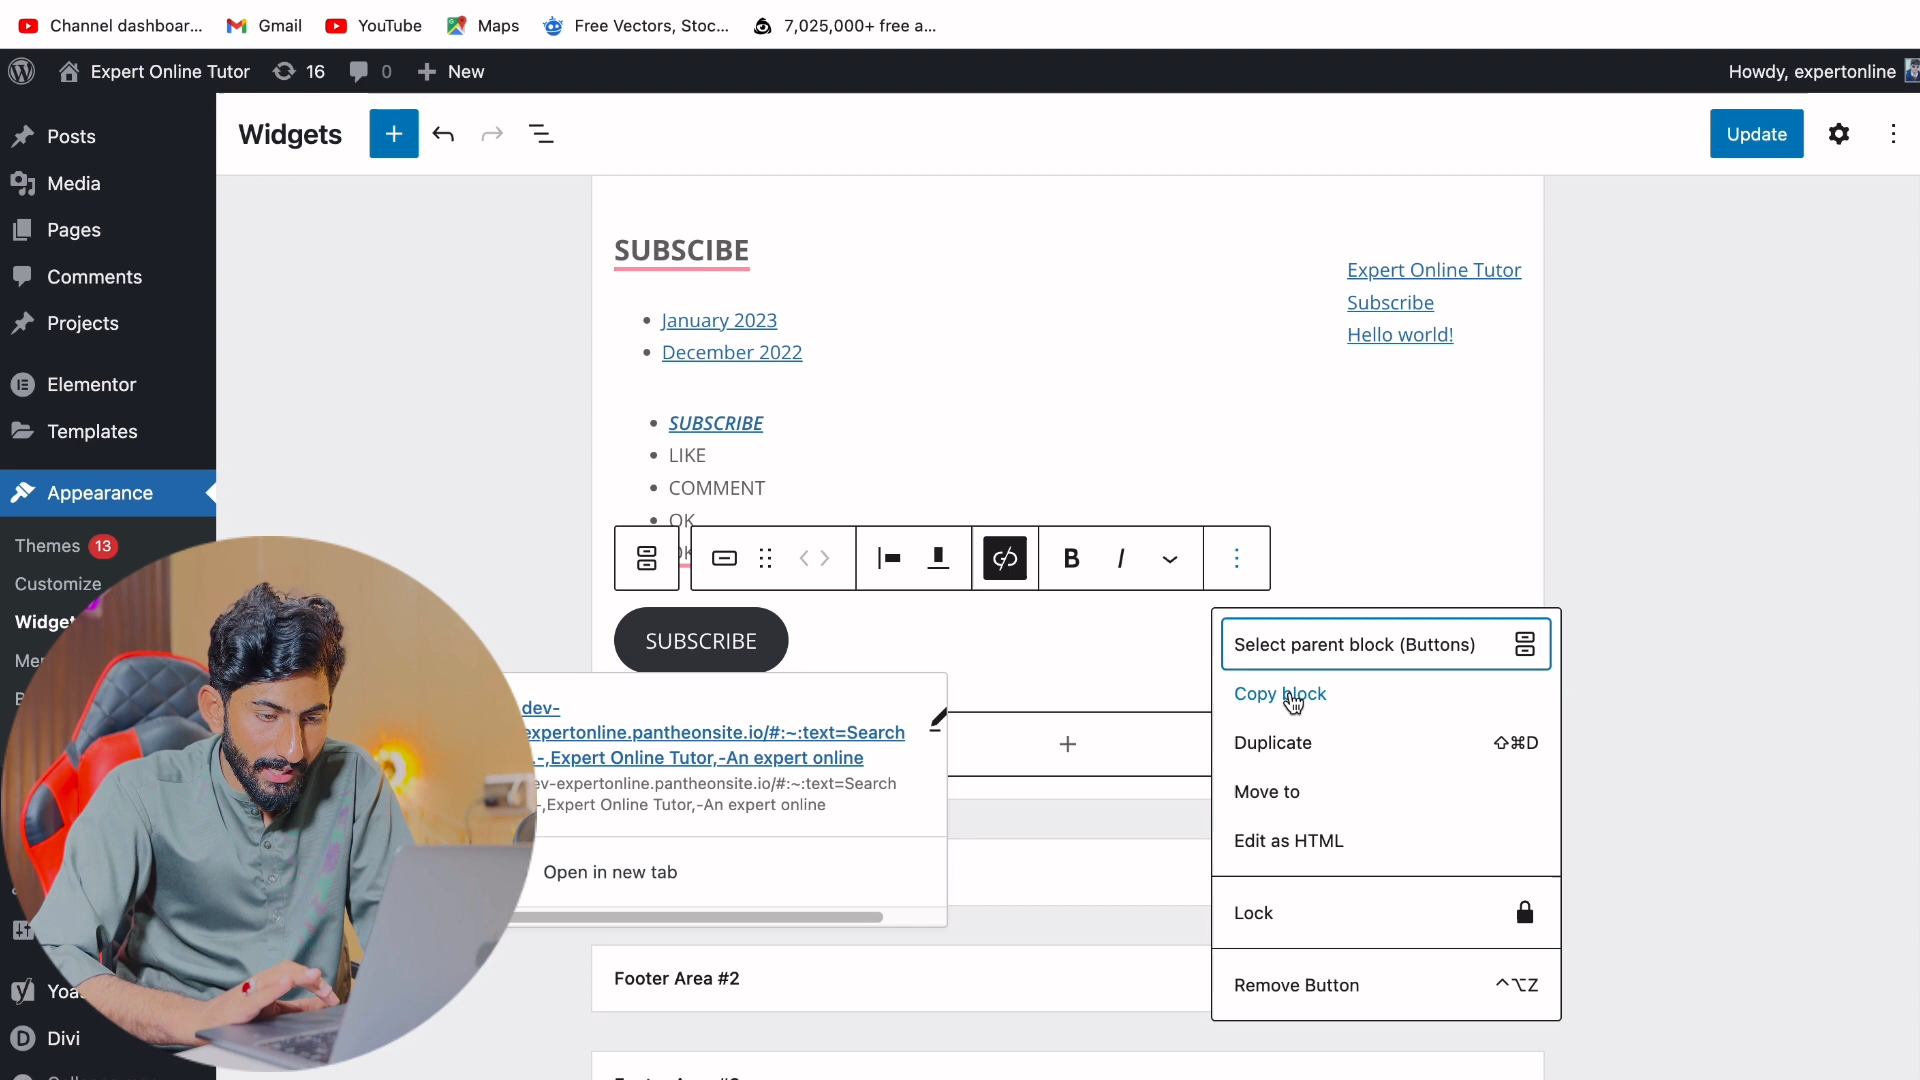 Channel dashboar... Gmail YouTube Maps Free Vectors, Stoc... 7,025,000+ free a...
Expert Online Tutor 16 0 New Howdy, expertonline
Posts
Media
Pages
Comments
Projects
Elementor
Templates
Appearance
Themes 13
Customize
Divi
Widgets
Update
SUBSCIBE
January 2023
December 2022
SUBSCRIBE
LIKE
COMMENT
OK
Expert Online Tutor
Subscribe
Hello world!
B I
SUBSCRIBE
dev-
expertonline.pantheonsite.io/#:~:text=Search
.-,Expert Online Tutor,-An expert online
ev-expertonline.pantheonsite.io/#:~:text=Search
-,Expert Online Tutor,-An expert online
Open in new tab
Select parent block (Buttons)
Copy block
Duplicate ⇧⌘D
Move to
Edit as HTML
Lock
Remove Button ^⌥Z
Footer Area #2